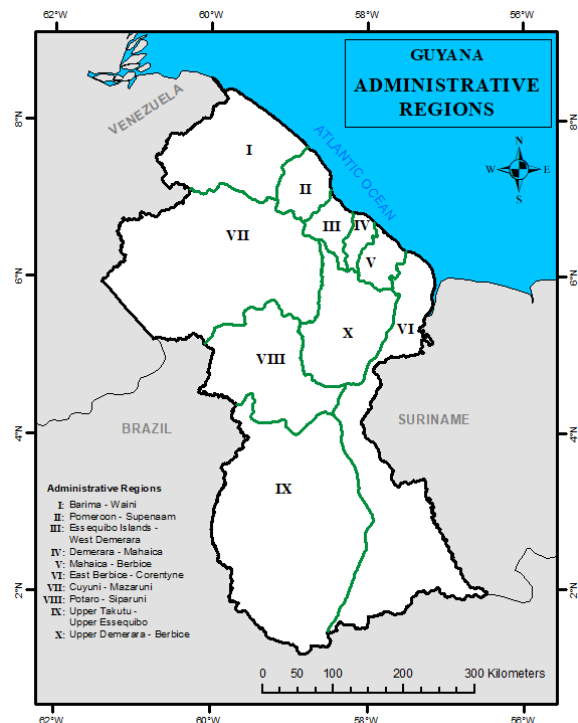 62°W
60°W
58°W
56°W
GUYANA
ADMINISTRATIVE
REGIONS
VENEZUELA
ATLANTIC OCEAN
8°N
8°N
N
W
E
S
I
II
III
IV
V
VII
6°N
6°N
X
VI
VIII
SURINAME
BRAZIL
4°N
4°N
IX
Administrative Regions
I: Barima - Waini
II: Pomeroon - Supenaam
III: Essequibo Islands -
West Demerara
IV: Demerara - Mahaica
V: Mahaica - Berbice
VI: East Berbice - Corentyne
VII: Cuyuni - Mazaruni
VIII: Potaro - Siparuni
IX: Upper Takutu -
Upper Essequibo
X: Upper Demerara - Berbice
2°N
2°N
0 50 100 200 300 Kilometers
62°W
60°W
58°W
56°W